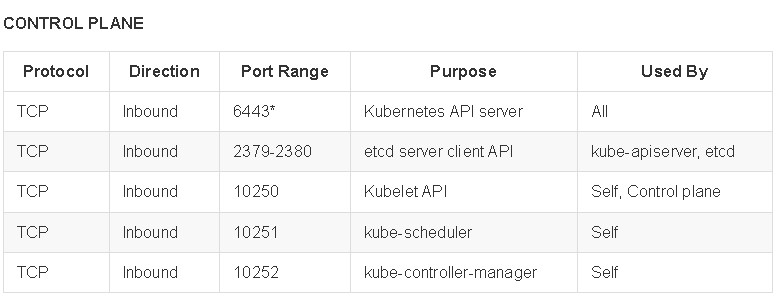 CONTROL PLANE
Protocol Direction Port Range Purpose Used By
TCP Inbound 6443* Kubernetes API server All
TCP Inbound 2379-2380 etcd server client API kube-apiserver, etcd
TCP Inbound 10250 Kubelet API Self, Control plane
TCP Inbound 10251 kube-scheduler Self
TCP Inbound 10252 kube-controller-manager Self